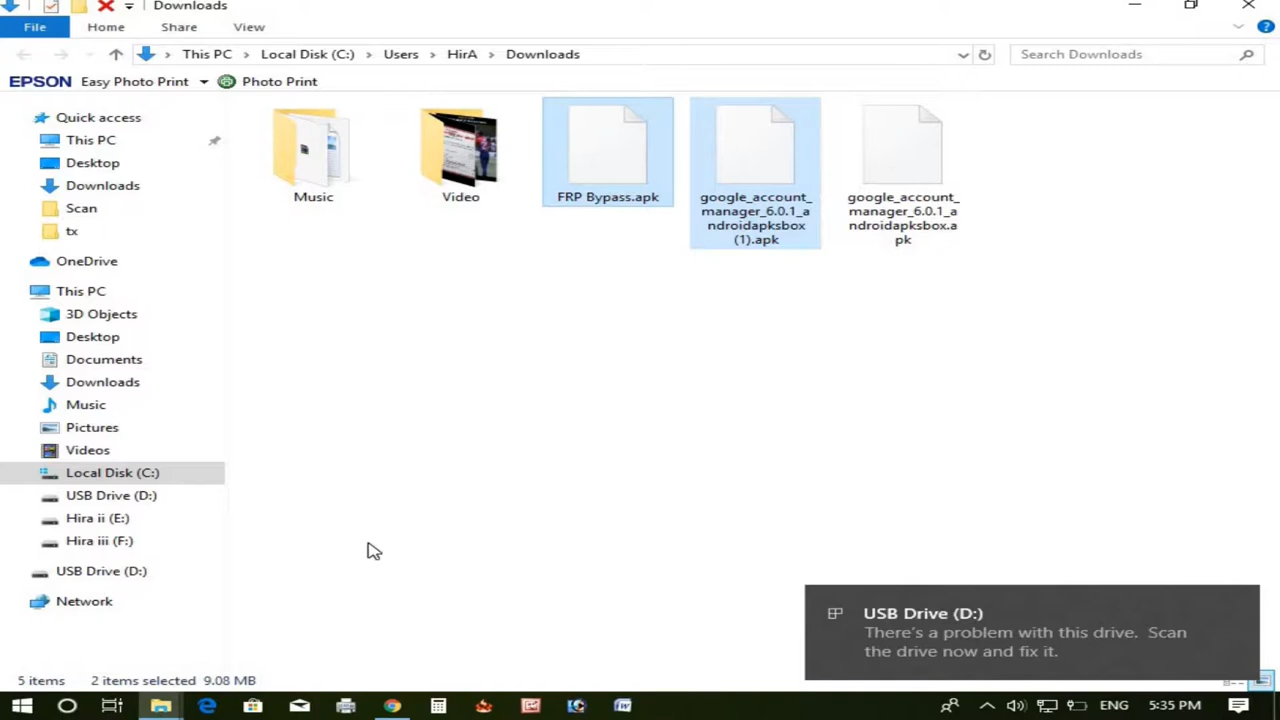 Downloads
File Home Share View
This PC Local Disk (C:) Users HirA Downloads
Search Downloads
EPSON Easy Photo Print Photo Print
Quick access
This PC
Desktop
Downloads
Scan
tx
OneDrive
This PC
3D Objects
Desktop
Documents
Downloads
Music
Pictures
Videos
Local Disk (C:)
USB Drive (D:)
Hira ii (E:)
Hira iii (F:)
USB Drive (D:)
Network
Music
Video
FRP Bypass.apk
google_account_
manager_6.0.1_a
ndroidapksbox
(1).apk
google_account_
manager_6.0.1_a
ndroidapksbox.a
pk
USB Drive (D:)
There's a problem with this drive. Scan
the drive now and fix it.
5 items 2 items selected 9.08 MB
ENG 5:35 PM